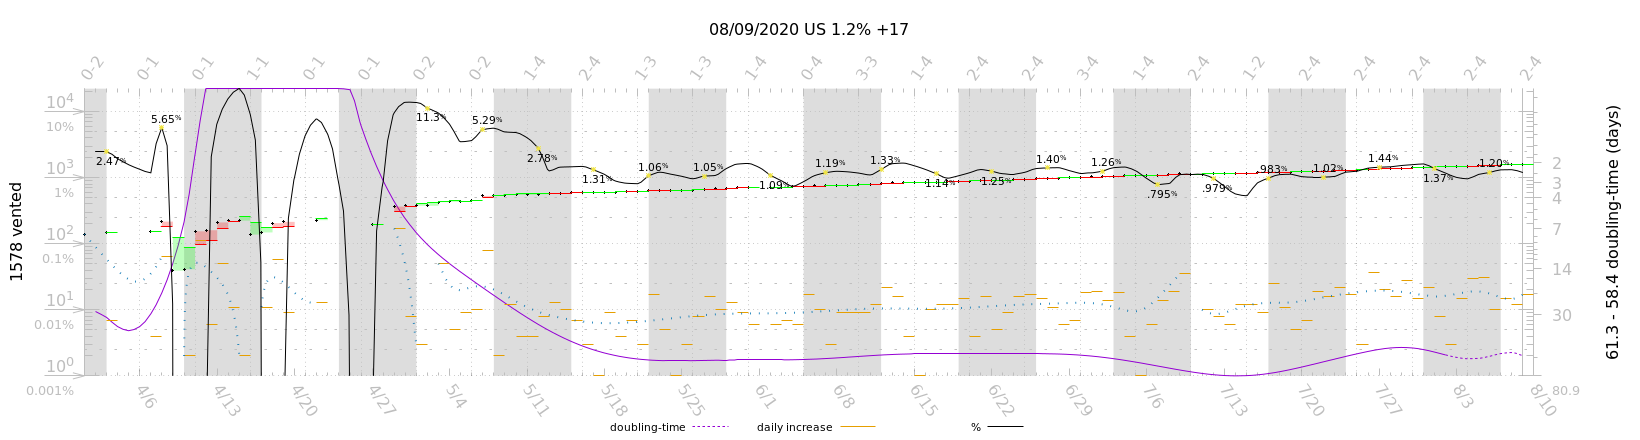 08/09/2020 US 1.2% +17
0-2 0-1 0-1 1-1 0-1 0-1 0-2 0-2 1-4 2-4 1-3 1-3 1-4 0-4 3-3 1-4 2-4 3-4 1-4 2-4 1-2 2-4 2-4 2-4 2-4 2-4
10^4
10%
10^3
1%
10^2
0.1%
10^1
0.01%
10^0
0.001%
1578 vented
2.47% 5.65% 11.3% 5.29% 2.78% 1.31% 1.06% 1.05% 1.09% 1.19% 1.33% 1.14% 1.25% 1.40% 1.26% .795% .979% .983% 1.02% 1.44% 1.37% 1.20%
2
3
4
7
14
30
80.9
61.3 - 58.4 doubling-time (days)
4/6 4/13 4/20 4/27 5/4 5/11 5/18 5/25 6/1 6/8 6/15 6/22 6/29 7/6 7/13 7/20 7/27 8/3 8/10
doubling-time daily increase %